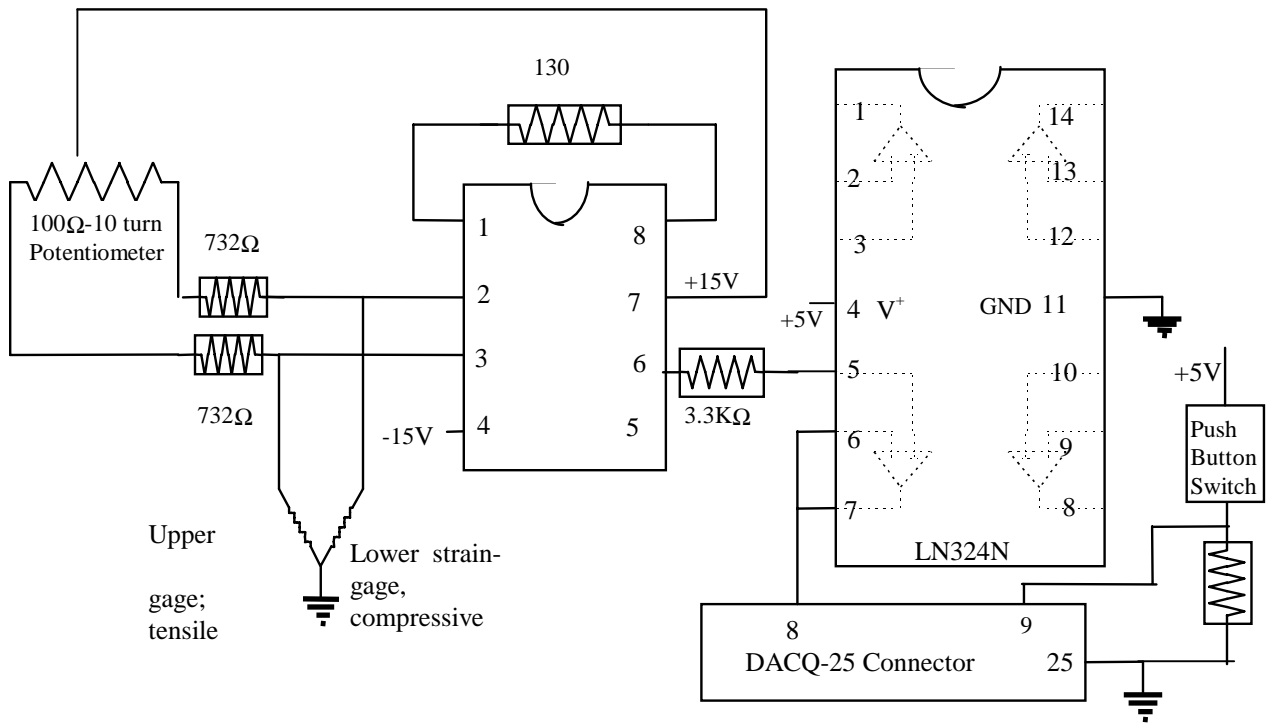 130
100Ω-10 turn
Potentiometer
732Ω
732Ω
1
2
3
4
8
7
6
5
+15V
-15V
3.3KΩ
1
2
3
4 V⁺
5
6
7
14
13
12
GND 11
10
9
8
+5V
LN324N
+5V
Push
Button
Switch
Upper
gage;
tensile
Lower strain-
gage,
compressive
8
9
DACQ-25 Connector
25